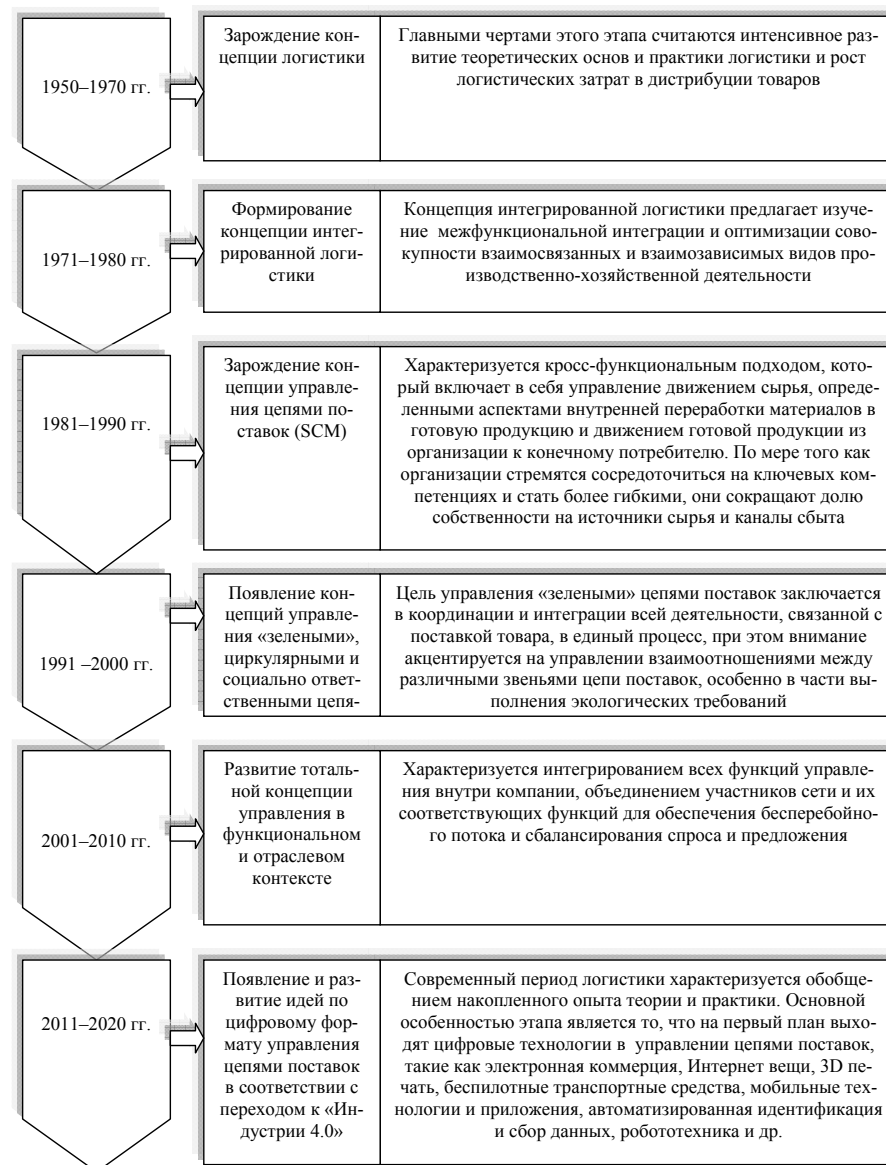 1950–1970 гг.
Зарождение кон-
цепции логистики
Главными чертами этого этапа считаются интенсивное раз-
витие теоретических основ и практики логистики и рост
логистических затрат в дистрибуции товаров
1971–1980 гг.
Формирование
концепции интег-
рированной логи-
стики
Концепция интегрированной логистики предлагает изуче-
ние межфункциональной интеграции и оптимизации сово-
купности взаимосвязанных и взаимозависимых видов про-
изводственно-хозяйственной деятельности
1981–1990 гг.
Зарождение кон-
цепции управле-
ния цепями по-
ставок (SCM)
Характеризуется кросс-функциональным подходом, кото-
рый включает в себя управление движением сырья, опреде-
ленными аспектами внутренней переработки материалов в
готовую продукцию и движением готовой продукции из
организации к конечному потребителю. По мере того как
организации стремятся сосредоточиться на ключевых ком-
петенциях и стать более гибкими, они сокращают долю
собственности на источники сырья и каналы сбыта
1991 –2000 гг.
Появление кон-
цепций управле-
ния «зелеными»,
циркулярными и
социально ответ-
ственными цепя-
Цель управления «зелеными» цепями поставок заключается
в координации и интеграции всей деятельности, связанной с
поставкой товара, в единый процесс, при этом внимание
акцентируется на управлении взаимоотношениями между
различными звеньями цепи поставок, особенно в части вы-
полнения экологических требований
2001–2010 гг.
Развитие тоталь-
ной концепции
управления в
функциональном
и отраслевом
контексте
Характеризуется интегрированием всех функций управле-
ния внутри компании, объединением участников сети и их
соответствующих функций для обеспечения бесперебойно-
го потока и сбалансирования спроса и предложения
2011–2020 гг.
Появление и раз-
витие идей по
цифровому фор-
мату управления
цепями поставок
в соответствии с
переходом к «Ин-
дустрии 4.0»
Современный период логистики характеризуется обобще-
нием накопленного опыта теории и практики. Основной
особенностью этапа является то, что на первый план выхо-
дят цифровые технологии в управлении цепями поставок,
такие как электронная коммерция, Интернет вещи, 3D пе-
чать, беспилотные транспортные средства, мобильные тех-
нологии и приложения, автоматизированная идентификация
и сбор данных, робототехника и др.